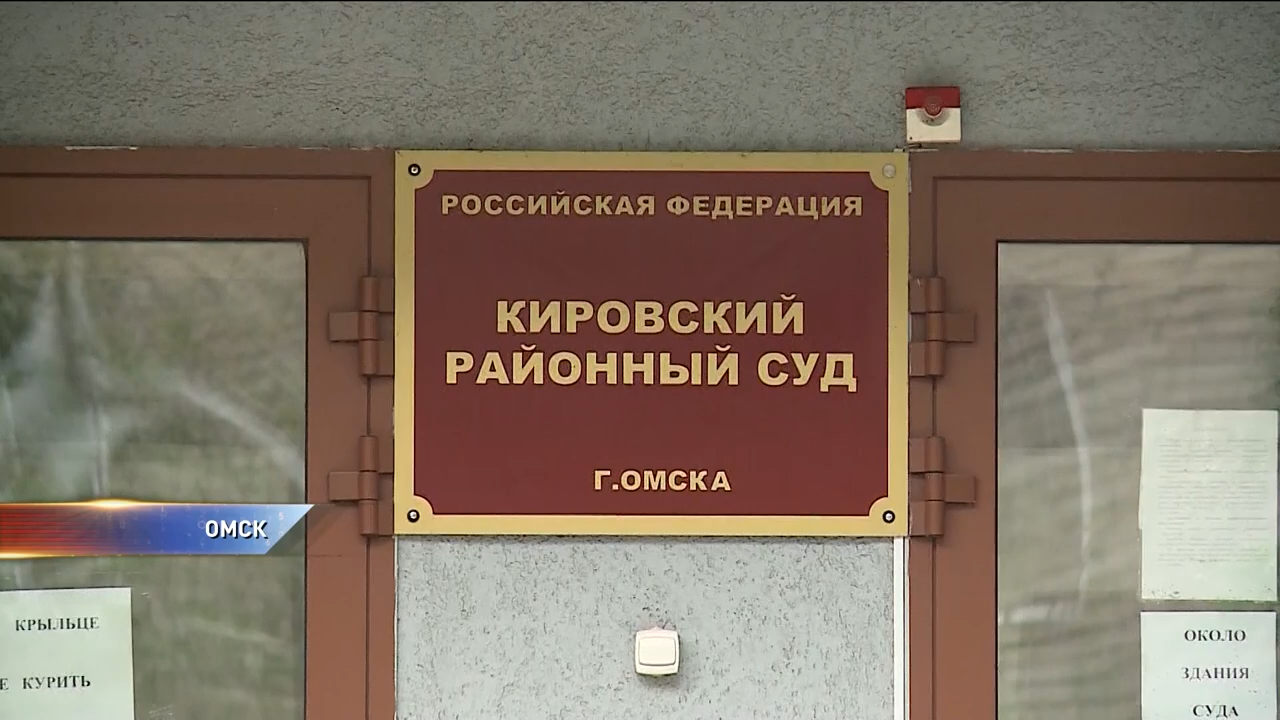 РОССИЙСКАЯ ФЕДЕРАЦИЯ
КИРОВСКИЙ
РАЙОННЫЙ СУД
Г.ОМСКА
ОМСК
КРЫЛЬЦЕ
Е КУРИТЬ
ОКОЛО
ЗДАНИЯ
СУДА